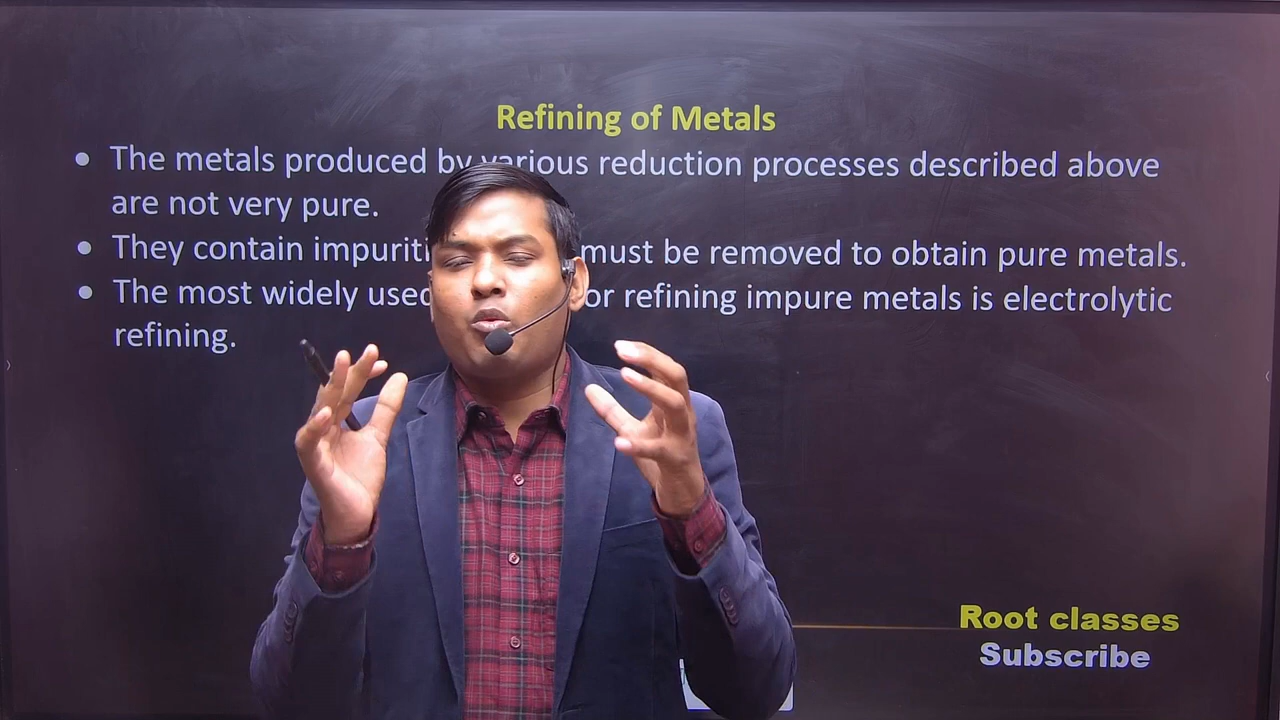 Refining of Metals
• The metals produced by various reduction processes described above
are not very pure.
• They contain impuriti must be removed to obtain pure metals.
• The most widely used or refining impure metals is electrolytic
refining.
Root classes
Subscribe